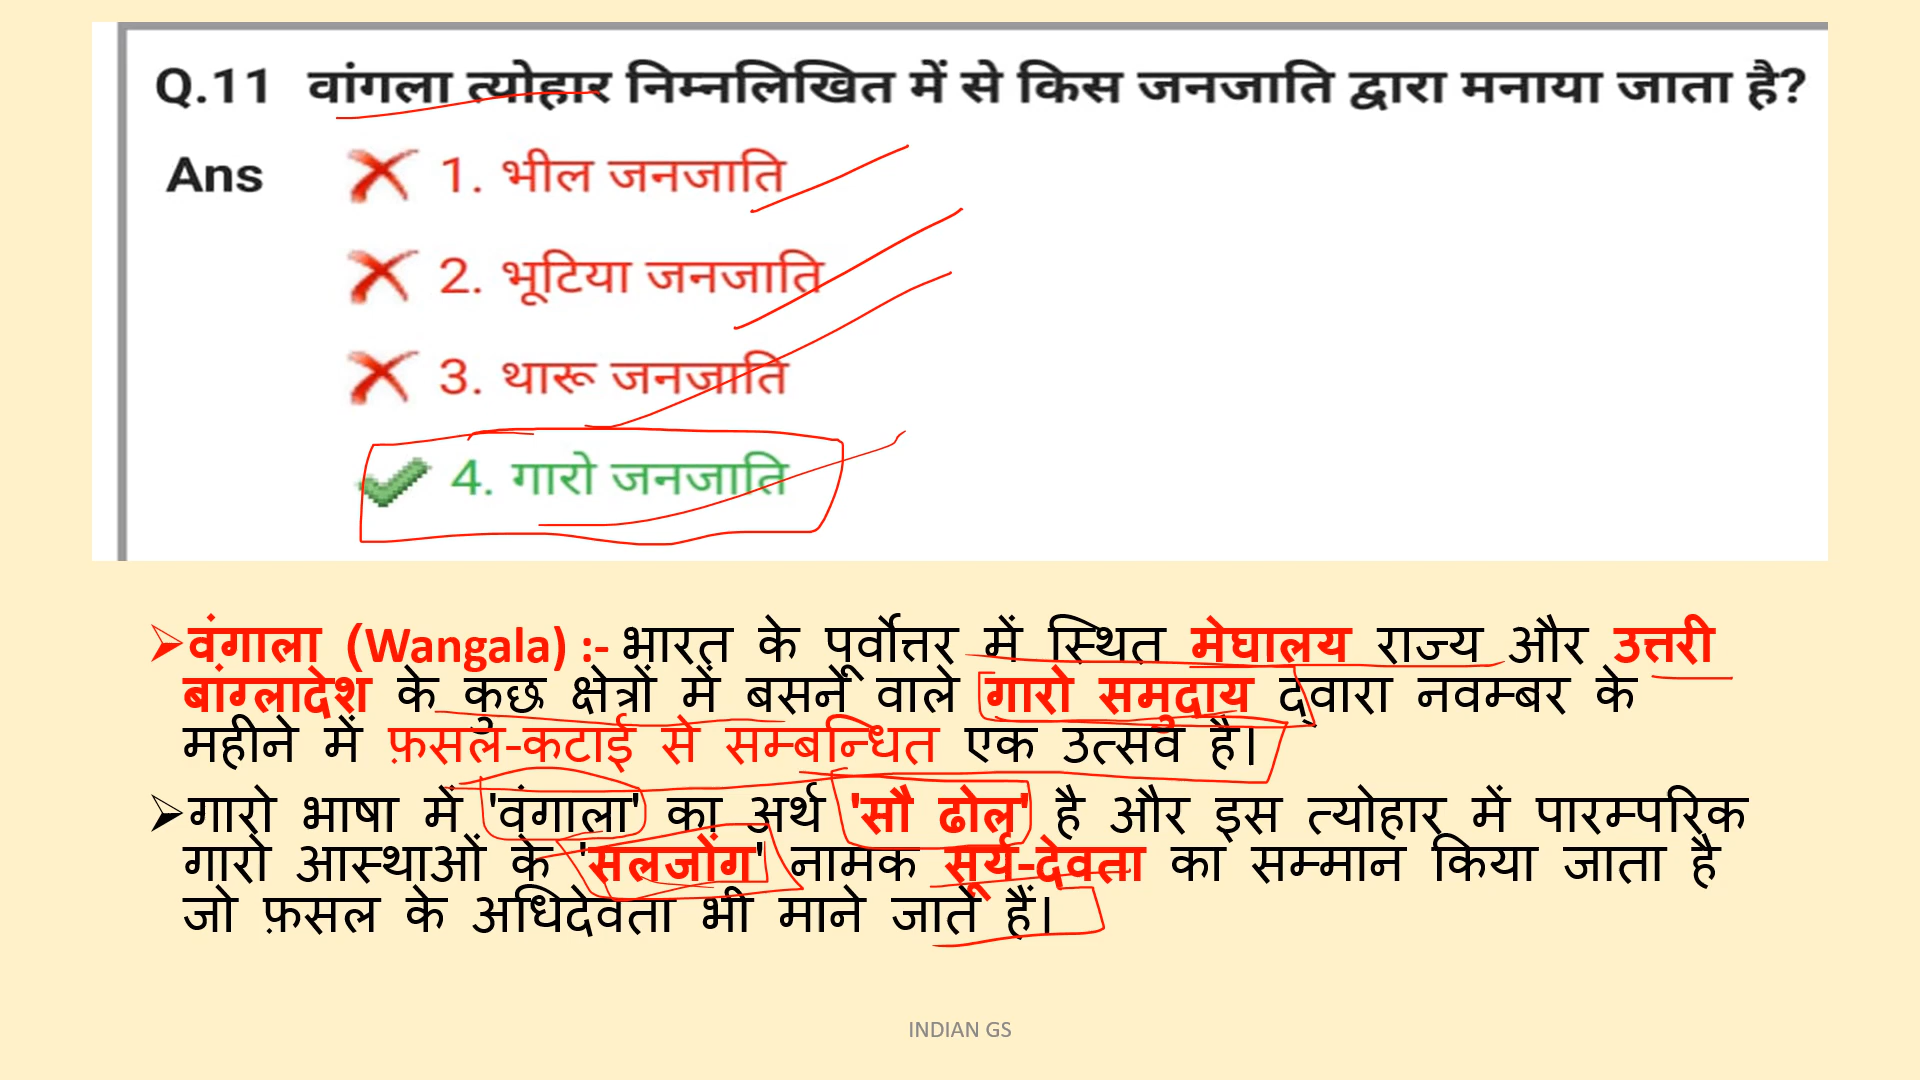 Q.11 वांगला त्योहार निम्नलिखित में से किस जनजाति द्वारा मनाया जाता है?
Ans 1. भील जनजाति
2. भूटिया जनजाति
3. थारू जनजाति
4. गारो जनजाति
वंगाला (Wangala) :- भारत के पूर्वोत्तर में स्थित मेघालय राज्य और उत्तरी
बांग्लादेश के कुछ क्षेत्रों में बसने वाले गारो समुदाय द्वारा नवम्बर के
महीने में फ़सल-कटाई से सम्बन्धित एक उत्सव है।
गारो भाषा में 'वंगाला' का अर्थ 'सौ ढोल' है और इस त्योहार में पारम्परिक
गारो आस्थाओं के 'सलजोंग' नामक सूर्य-देवता का सम्मान किया जाता है
जो फ़सल के अधिदेवता भी माने जाते हैं।
INDIAN GS